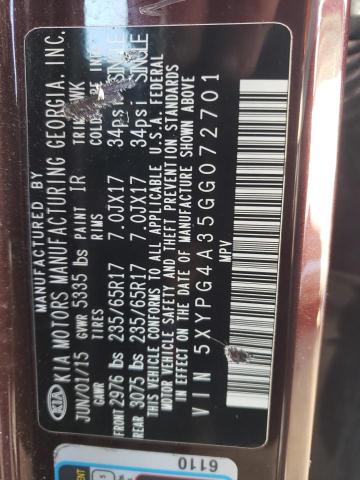 MANUFACTURED BY
KIA KIA MOTORS MANUFACTURING GEORGIA, INC.
JUN/01/15 GVWR 5335 lbs PAINT IR TRIM WK
GAWR TIRES RIMS COLD
FRONT 2976 lbs 235/65R17 7.0JX17 34psi SINGLE
REAR 3075 lbs 235/65R17 7.0JX17 34psi SINGLE
THIS VEHICLE CONFORMS TO ALL APPLICABLE U.S.A. FEDERAL
MOTOR VEHICLE SAFETY AND THEFT PREVENTION STANDARDS
IN EFFECT ON THE DATE OF MANUFACTURE SHOWN ABOVE
VIN 5XYPG4A35GG072701
MPV
6110